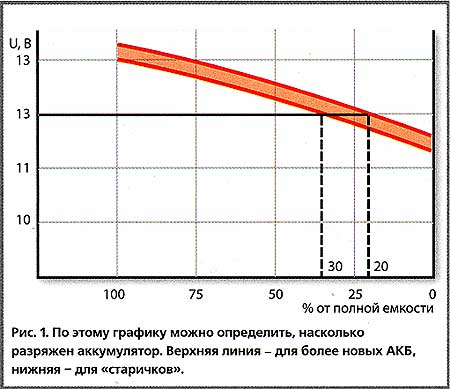 U, В
13
13
11
10
30
20
100
75
50
25
0
% от полной емкости
Рис. 1. По этому графику можно определить, насколько
разряжен аккумулятор. Верхняя линия – для более новых АКБ,
нижняя – для «старичков».